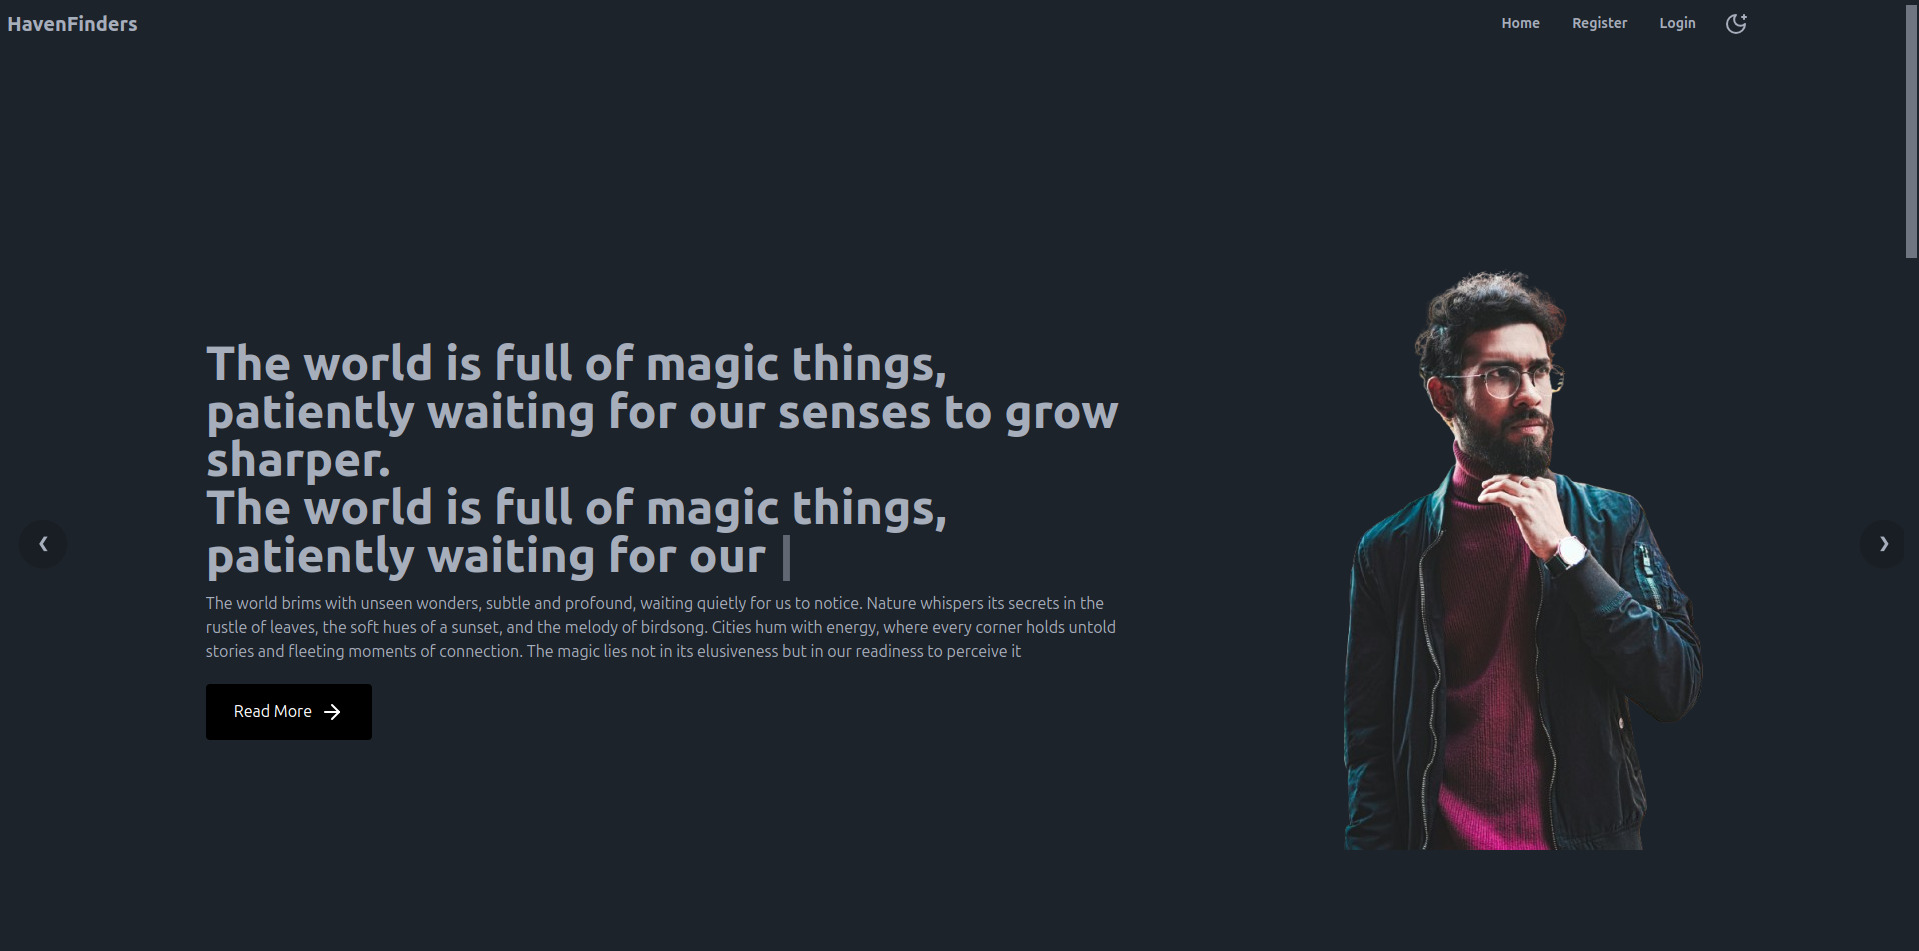 HavenFinders
Home Register Login
The world is full of magic things,
patiently waiting for our senses to grow
sharper.
The world is full of magic things,
patiently waiting for our
The world brims with unseen wonders, subtle and profound, waiting quietly for us to notice. Nature whispers its secrets in the
rustle of leaves, the soft hues of a sunset, and the melody of birdsong. Cities hum with energy, where every corner holds untold
stories and fleeting moments of connection. The magic lies not in its elusiveness but in our readiness to perceive it
Read More